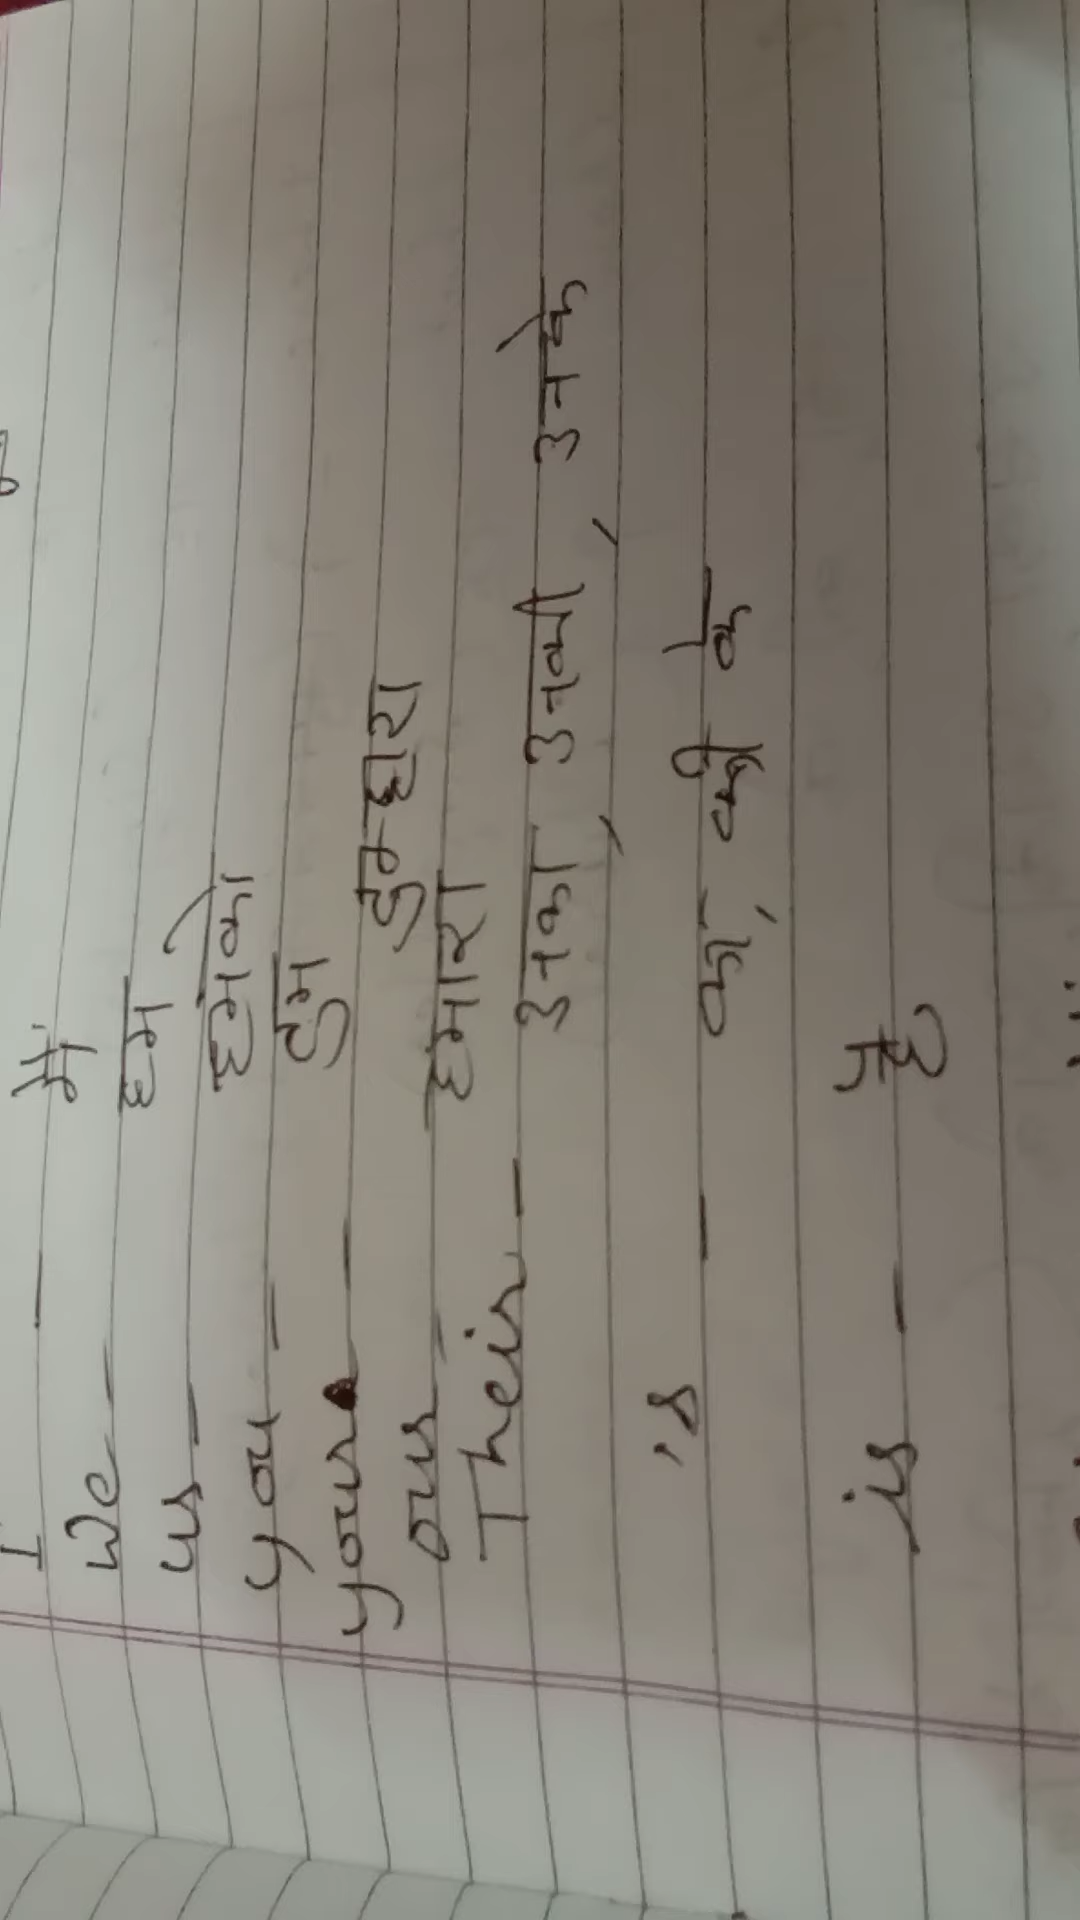 I — मैं
We — हम
us — हमको
you — तुम
your — तुम्हारा
our — हमारा
Their — उनका, उनकी, उनके
's — का, की, के
is — है